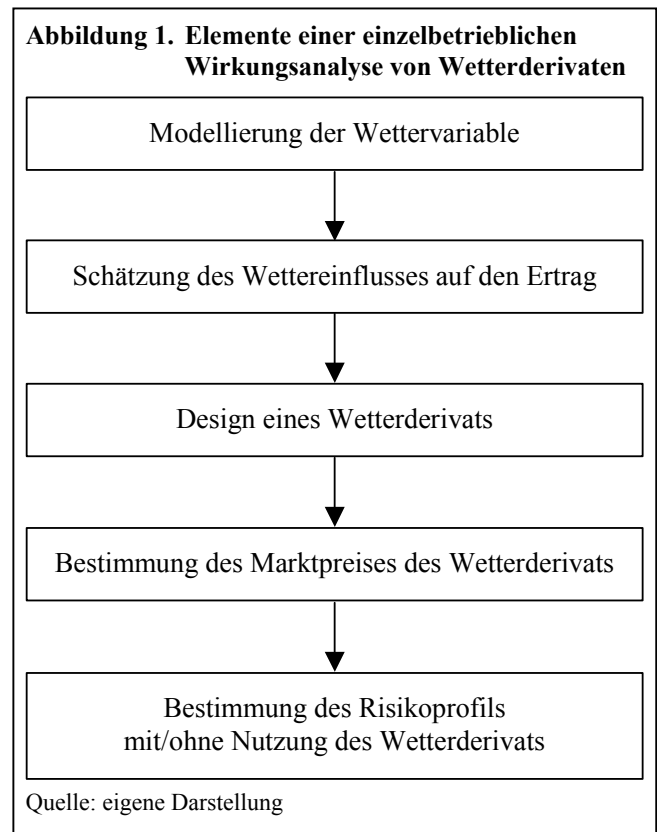 Abbildung 1. Elemente einer einzelbetrieblichen
Wirkungsanalyse von Wetterderivaten
Modellierung der Wettervariable
Schätzung des Wettereinflusses auf den Ertrag
Design eines Wetterderivats
Bestimmung des Marktpreises des Wetterderivats
Bestimmung des Risikoprofils
mit/ohne Nutzung des Wetterderivats
Quelle: eigene Darstellung